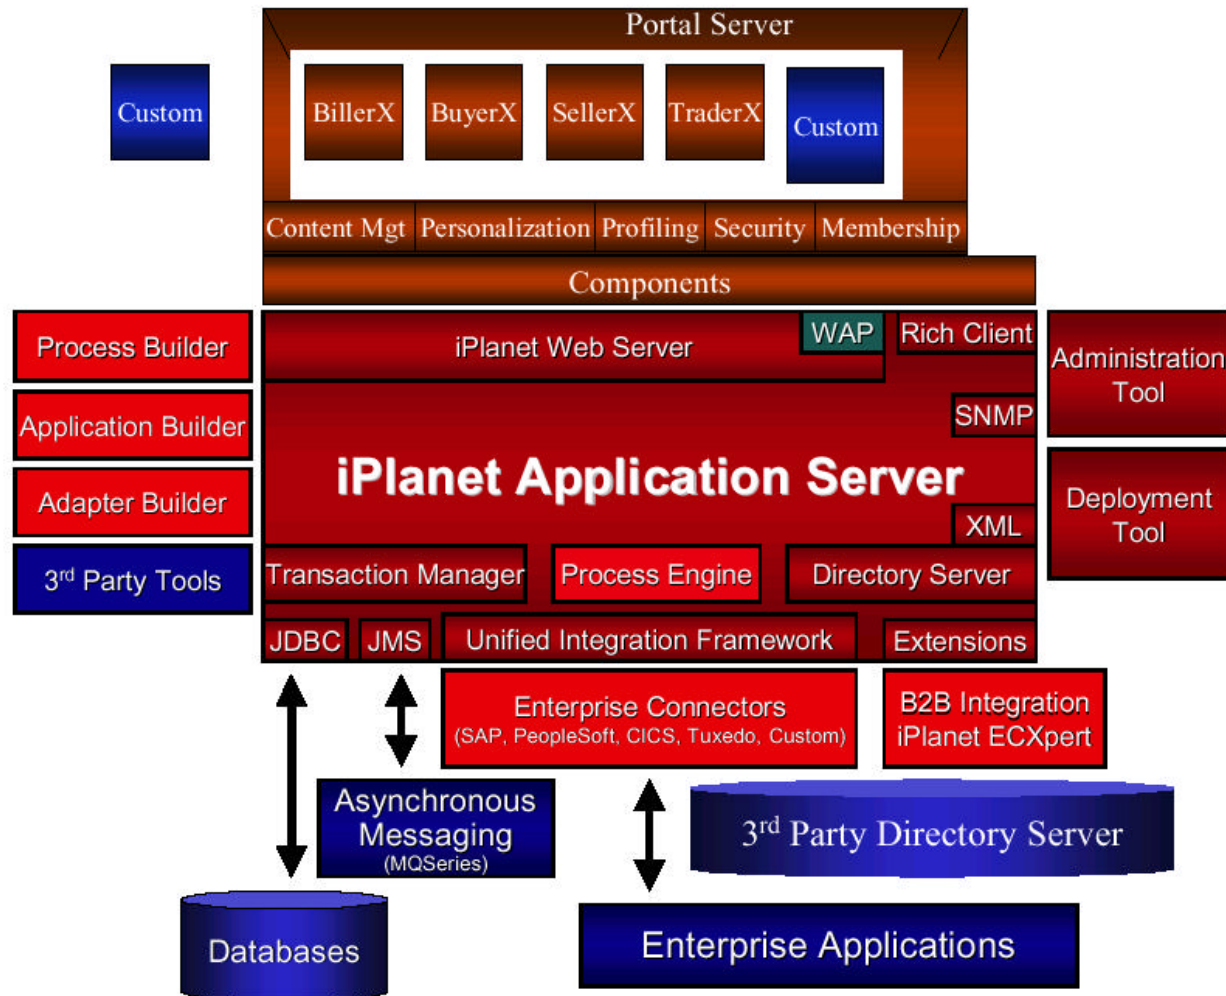 Portal Server
Custom
BillerX
BuyerX
SellerX
TraderX
Custom
Content Mgt
Personalization
Profiling
Security
Membership
Components
Process Builder
iPlanet Web Server
WAP
Rich Client
Administration
Tool
Application Builder
SNMP
iPlanet Application Server
Adapter Builder
XML
Deployment
Tool
3rd Party Tools
Transaction Manager
Process Engine
Directory Server
JDBC
JMS
Unified Integration Framework
Extensions
Enterprise Connectors
(SAP, PeopleSoft, CICS, Tuxedo, Custom)
B2B Integration
iPlanet ECXpert
Asynchronous
Messaging
(MQSeries)
3rd Party Directory Server
Databases
Enterprise Applications